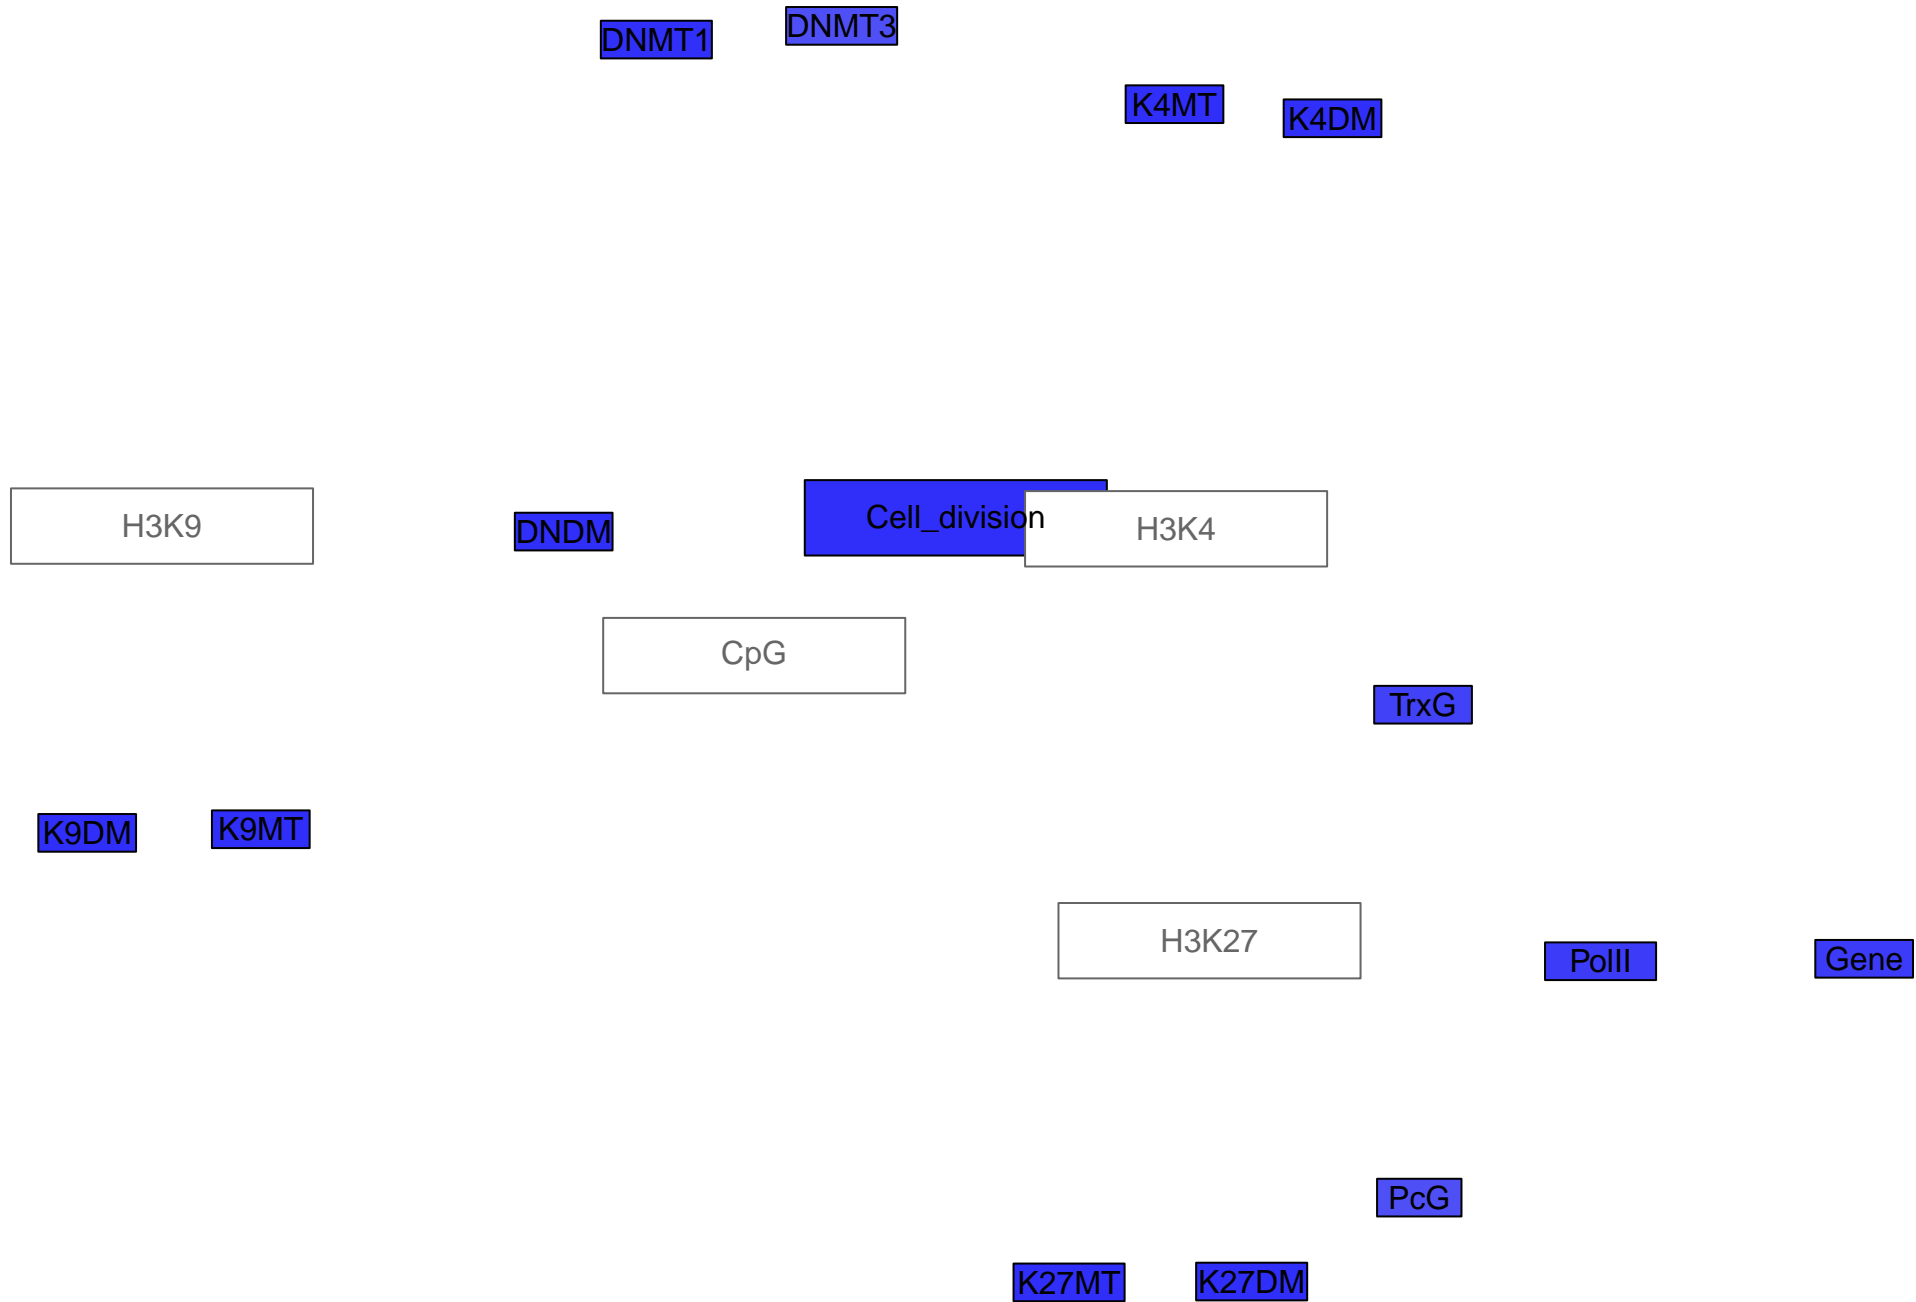 DNMT1
DNMT3
K4MT
K4DM
H3K9
DNDM
Cell_division
H3K4
CpG
TrxG
K9DM
K9MT
H3K27
PolII
Gene
PcG
K27MT
K27DM